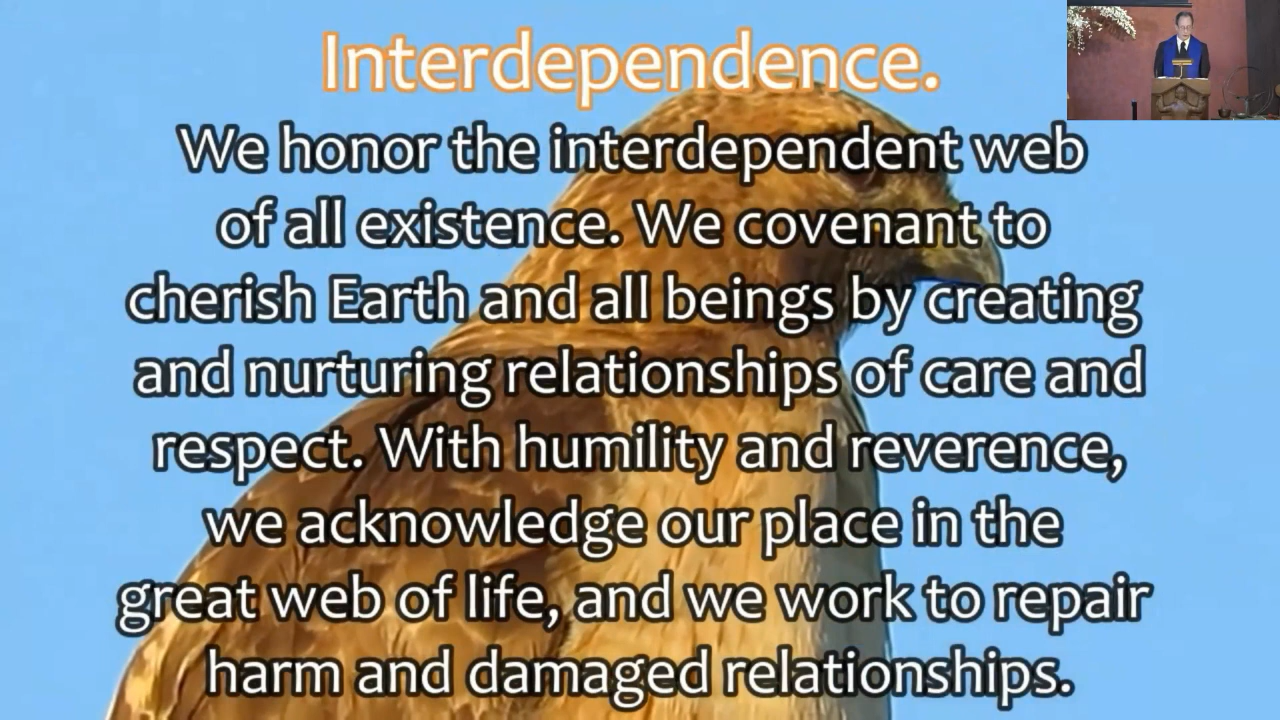 Interdependence.
We honor the interdependent web
of all existence. We covenant to
cherish Earth and all beings by creating
and nurturing relationships of care and
respect. With humility and reverence,
we acknowledge our place in the
great web of life, and we work to repair
harm and damaged relationships.